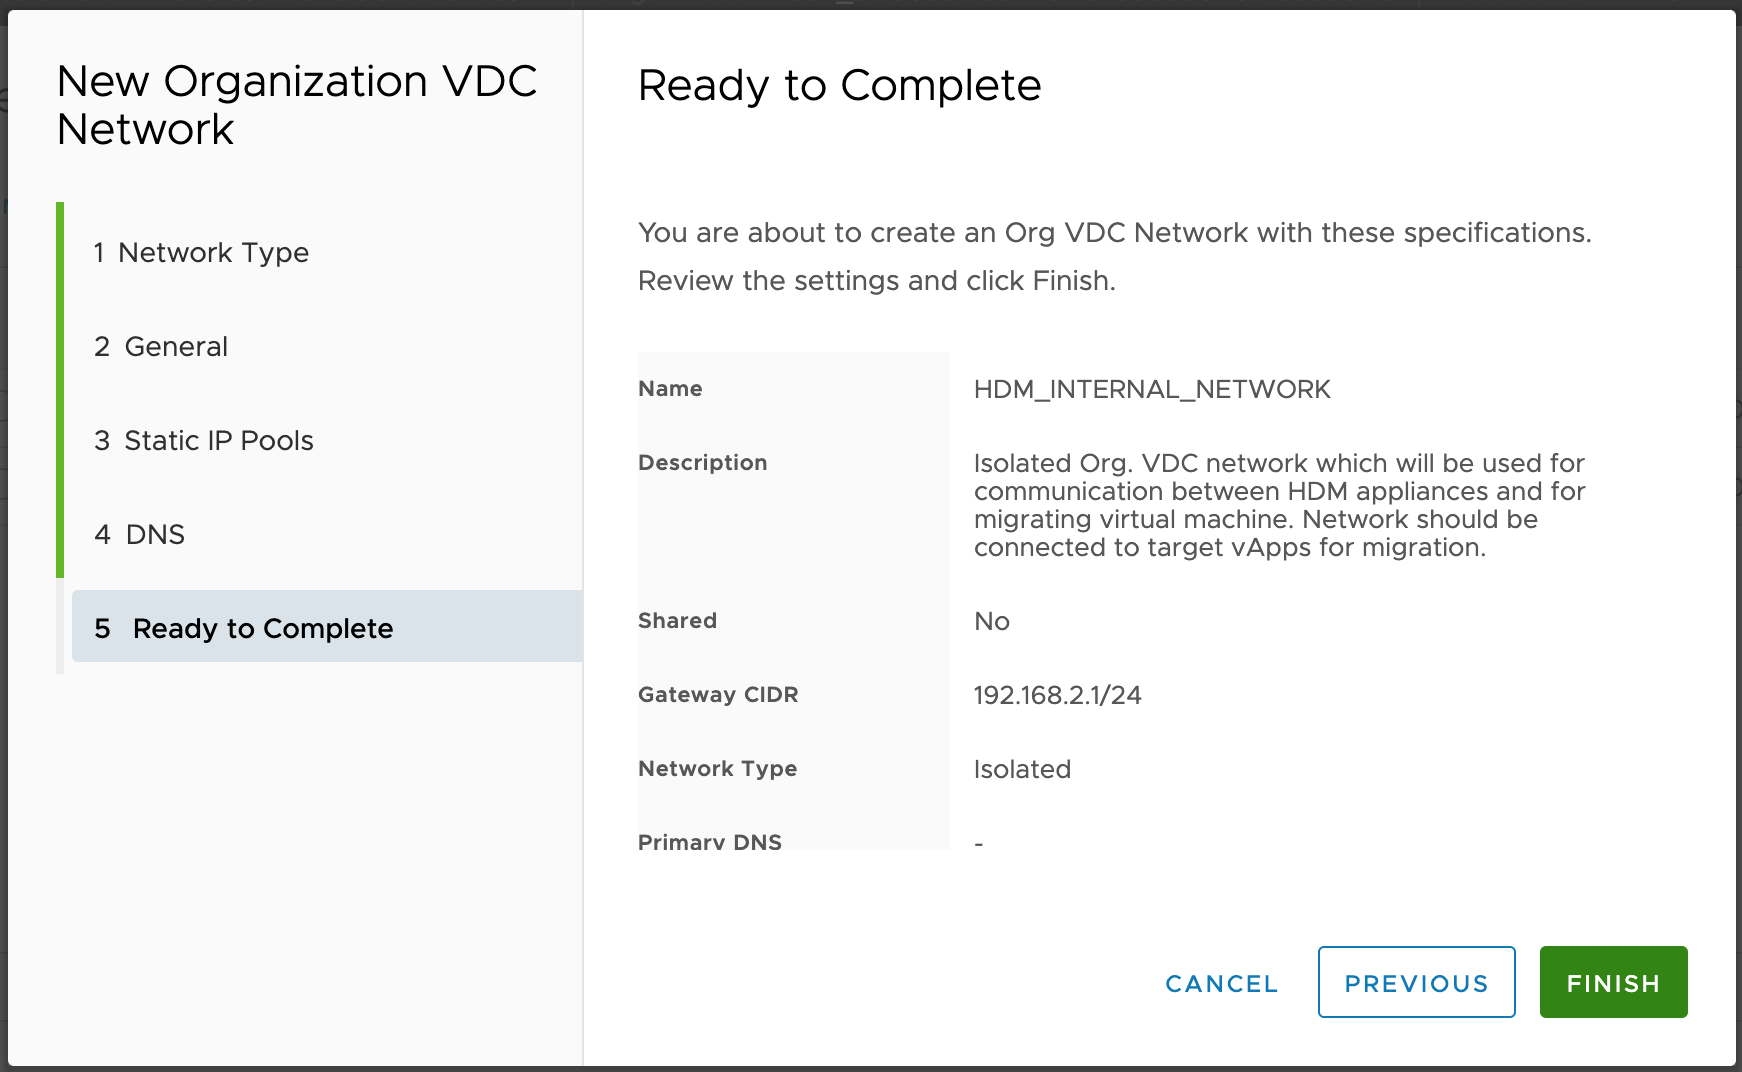 New Organization VDC
Network
1 Network Type
2 General
3 Static IP Pools
4 DNS
5 Ready to Complete
Ready to Complete
You are about to create an Org VDC Network with these specifications.
Review the settings and click Finish.
Name HDM_INTERNAL_NETWORK
Description Isolated Org. VDC network which will be used for
communication between HDM appliances and for
migrating virtual machine. Network should be
connected to target vApps for migration.
Shared No
Gateway CIDR 192.168.2.1/24
Network Type Isolated
Primary DNS -
CANCEL PREVIOUS FINISH